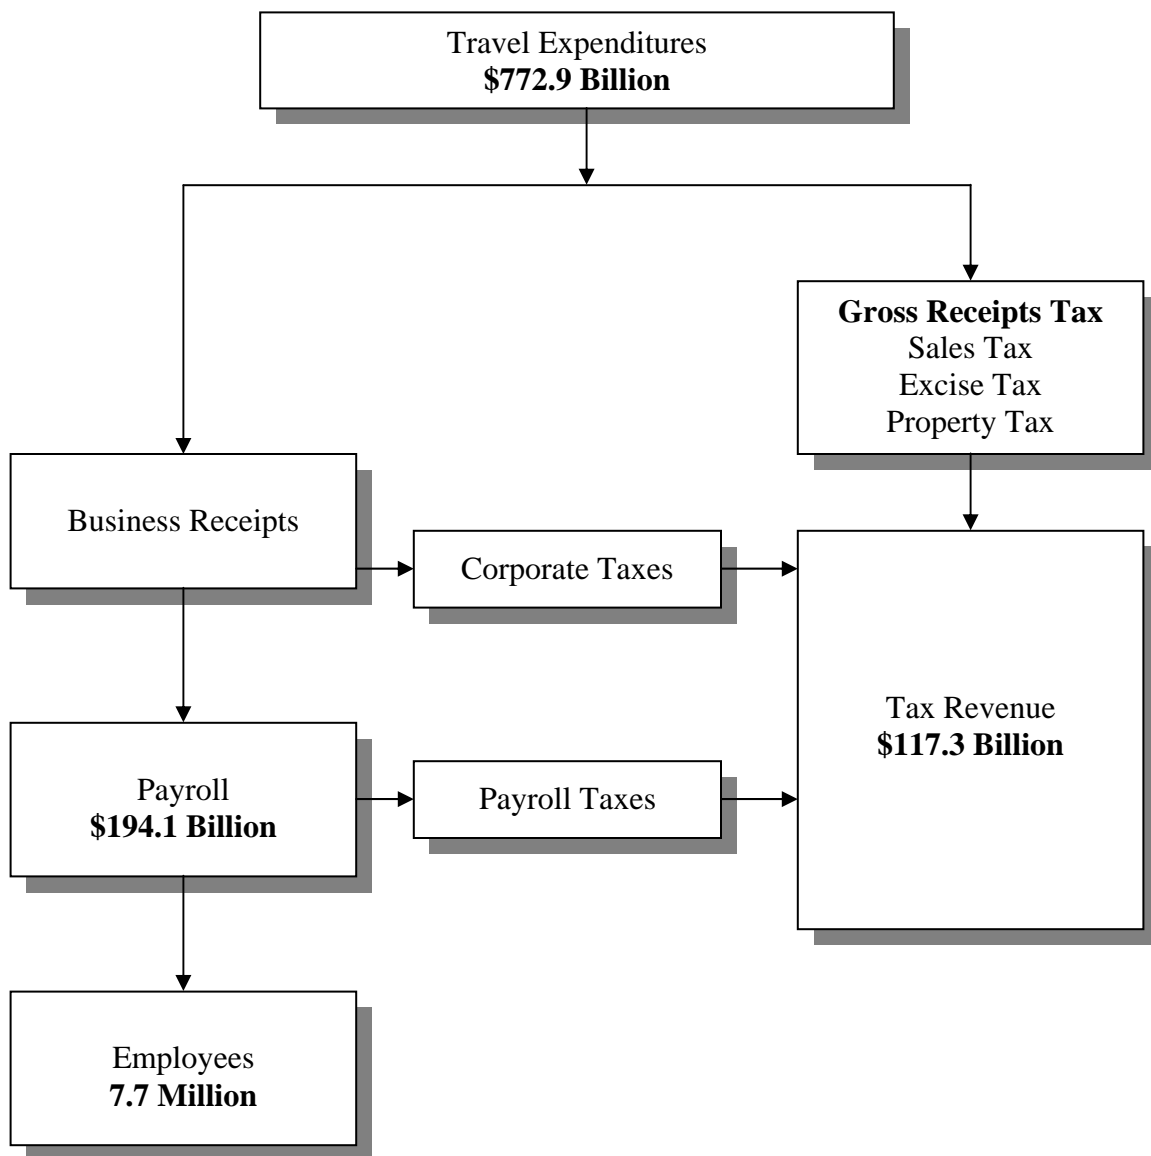 Travel Expenditures
$772.9 Billion
Gross Receipts Tax
Sales Tax
Excise Tax
Property Tax
Business Receipts
Corporate Taxes
Tax Revenue
$117.3 Billion
Payroll
$194.1 Billion
Payroll Taxes
Employees
7.7 Million